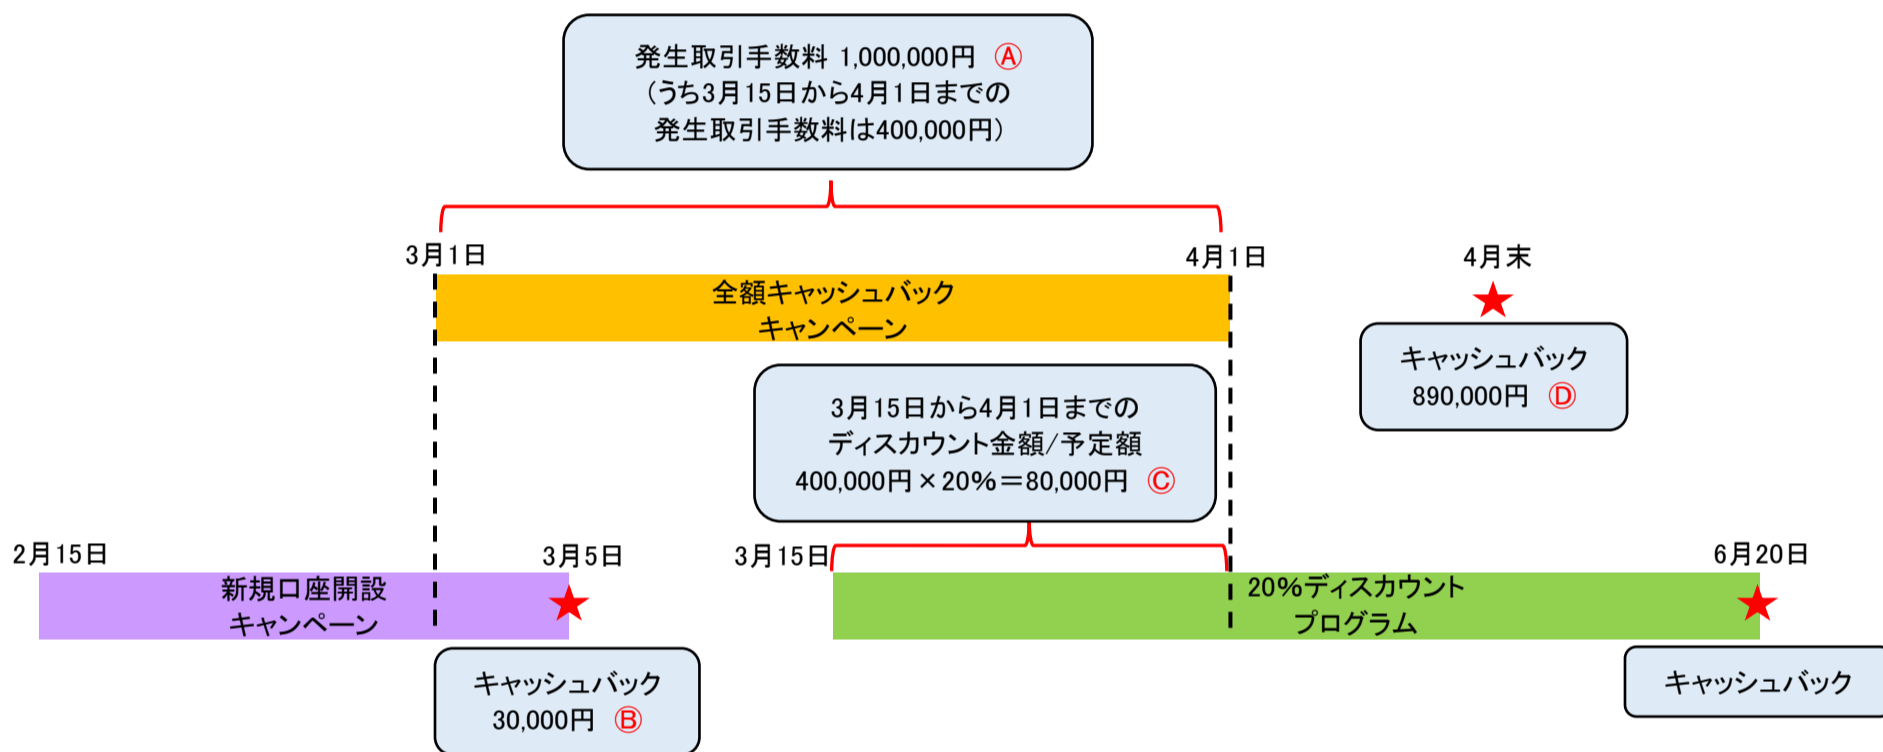 発生取引手数料 1,000,000円 Ⓐ
(うち3月15日から4月1日までの
発生取引手数料は400,000円)
3月1日
4月1日
4月末
全額キャッシュバック
キャンペーン
キャッシュバック
890,000円 Ⓓ
3月15日から4月1日までの
ディスカウント金額/予定額
400,000円×20%=80,000円 Ⓒ
2月15日
3月5日
3月15日
6月20日
新規口座開設
キャンペーン
20%ディスカウント
プログラム
キャッシュバック
30,000円 Ⓑ
キャッシュバック